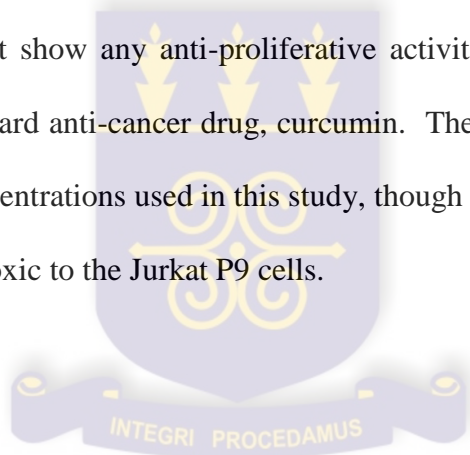 t show any anti-proliferative activit
ard anti-cancer drug, curcumin. The
entrations used in this study, though
oxic to the Jurkat P9 cells.
INTEGRI PROCEDAMUS